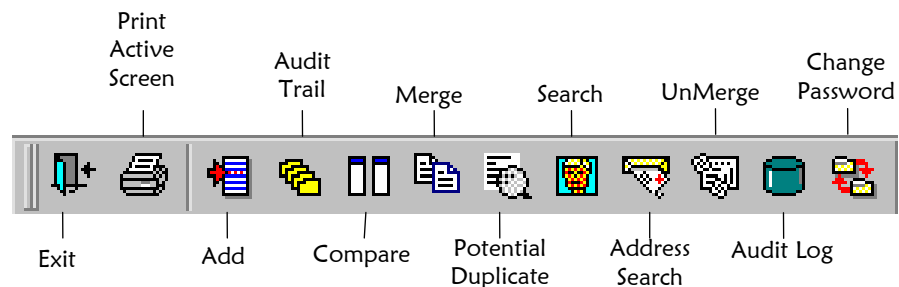 Print
Active
Screen
Audit
Trail
Merge
Search
UnMerge
Change
Password
Exit
Add
Compare
Potential
Duplicate
Address
Search
Audit Log